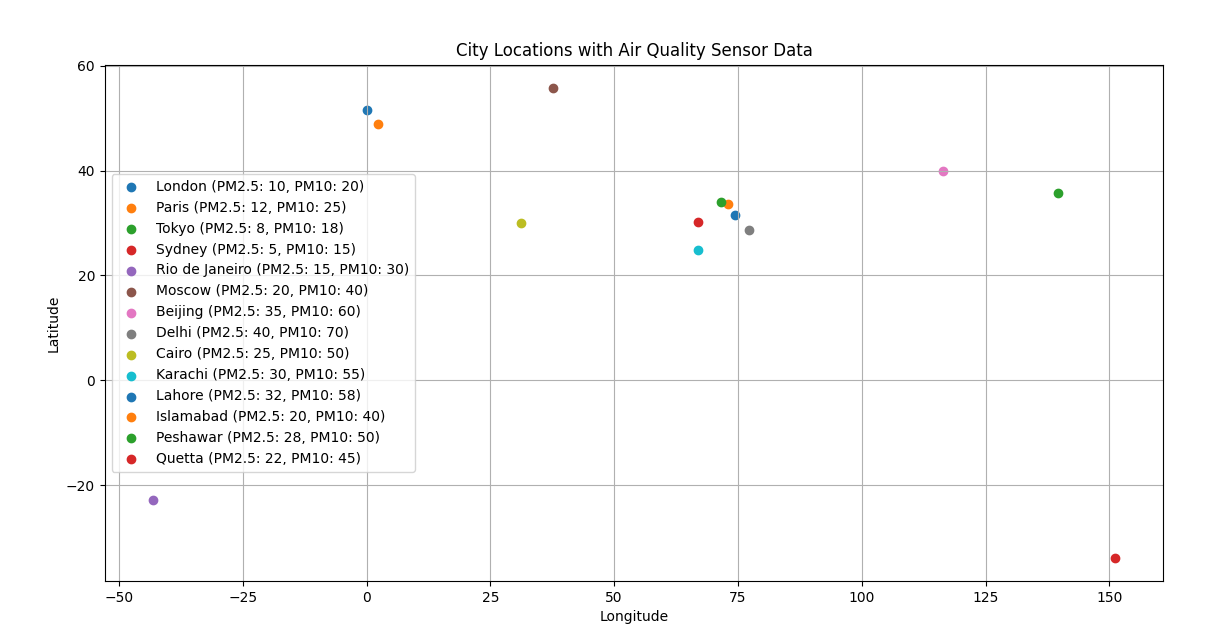 City Locations with Air Quality Sensor Data
60
40
20
0
−20
Latitude
London (PM2.5: 10, PM10: 20)
Paris (PM2.5: 12, PM10: 25)
Tokyo (PM2.5: 8, PM10: 18)
Sydney (PM2.5: 5, PM10: 15)
Rio de Janeiro (PM2.5: 15, PM10: 30)
Moscow (PM2.5: 20, PM10: 40)
Beijing (PM2.5: 35, PM10: 60)
Delhi (PM2.5: 40, PM10: 70)
Cairo (PM2.5: 25, PM10: 50)
Karachi (PM2.5: 30, PM10: 55)
Lahore (PM2.5: 32, PM10: 58)
Islamabad (PM2.5: 20, PM10: 40)
Peshawar (PM2.5: 28, PM10: 50)
Quetta (PM2.5: 22, PM10: 45)
−50 −25 0 25 50 75 100 125 150
Longitude